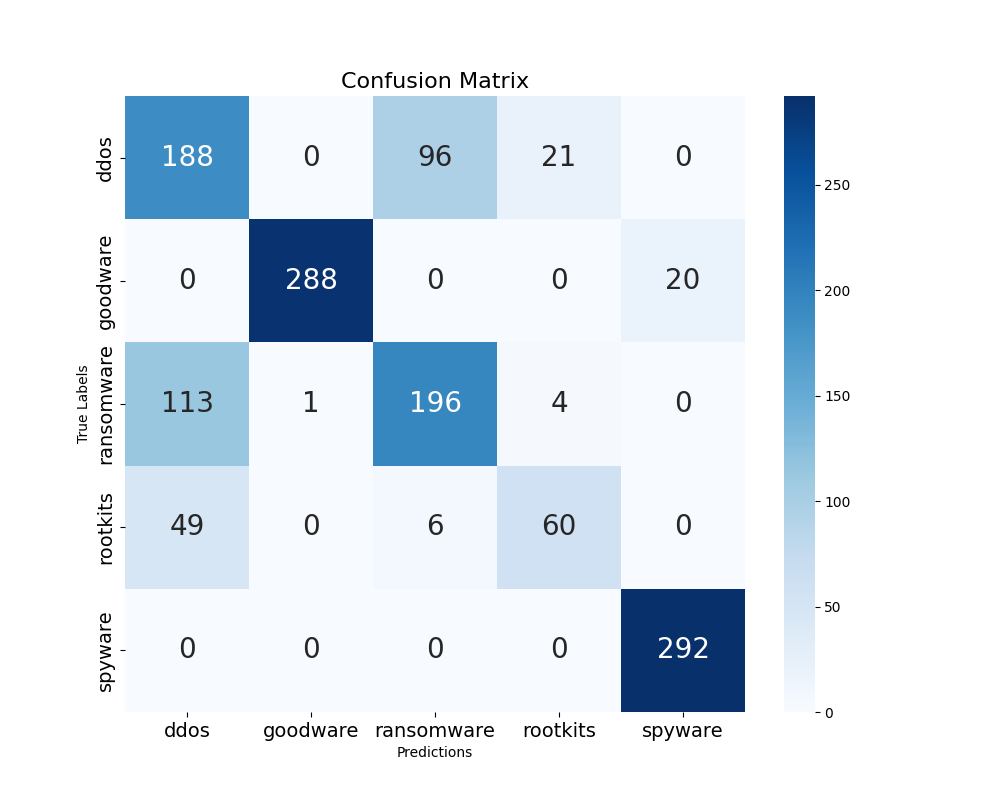 Confusion Matrix
True Labels
ddos 188 0 96 21 0
goodware 0 288 0 0 20
ransomware 113 1 196 4 0
rootkits 49 0 6 60 0
spyware 0 0 0 0 292
ddos goodware ransomware rootkits spyware
Predictions
250
200
150
100
50
0